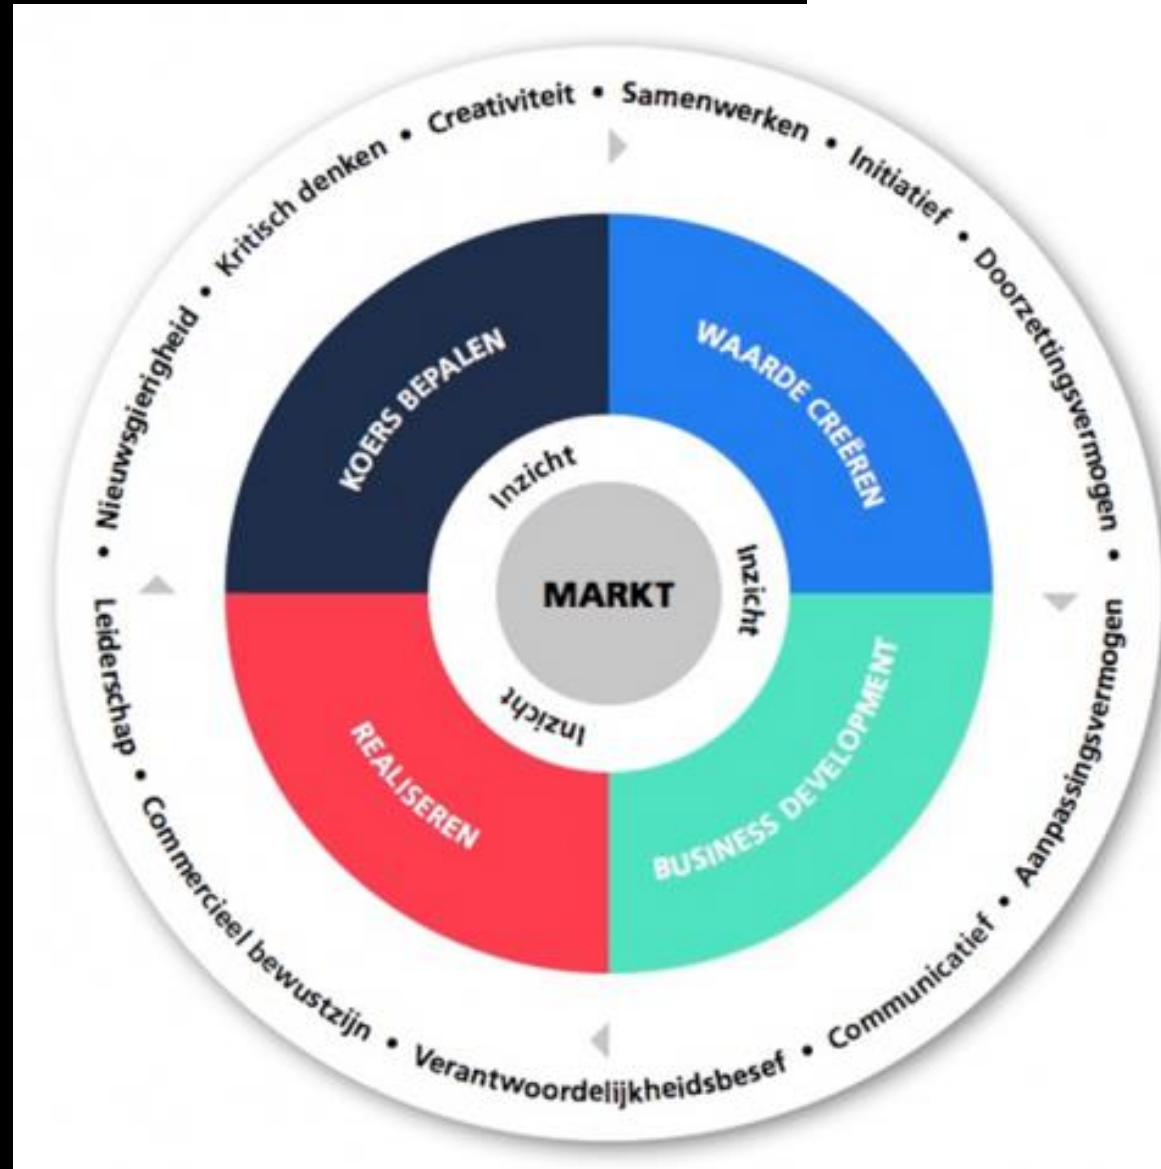 Nieuwsgierigheid • Kritisch denken • Creativiteit • Samenwerken • Initiatief • Doorzettingsvermogen •
Aanpassingsvermogen • Communicatief • Verantwoordelijkheidsbesef • Commercieel bewustzijn • Leiderschap •
KOERS BEPALEN
WAARDE CREËREN
BUSINESS DEVELOPMENT
REALISEREN
Inzicht
Inzicht
Inzicht
MARKT